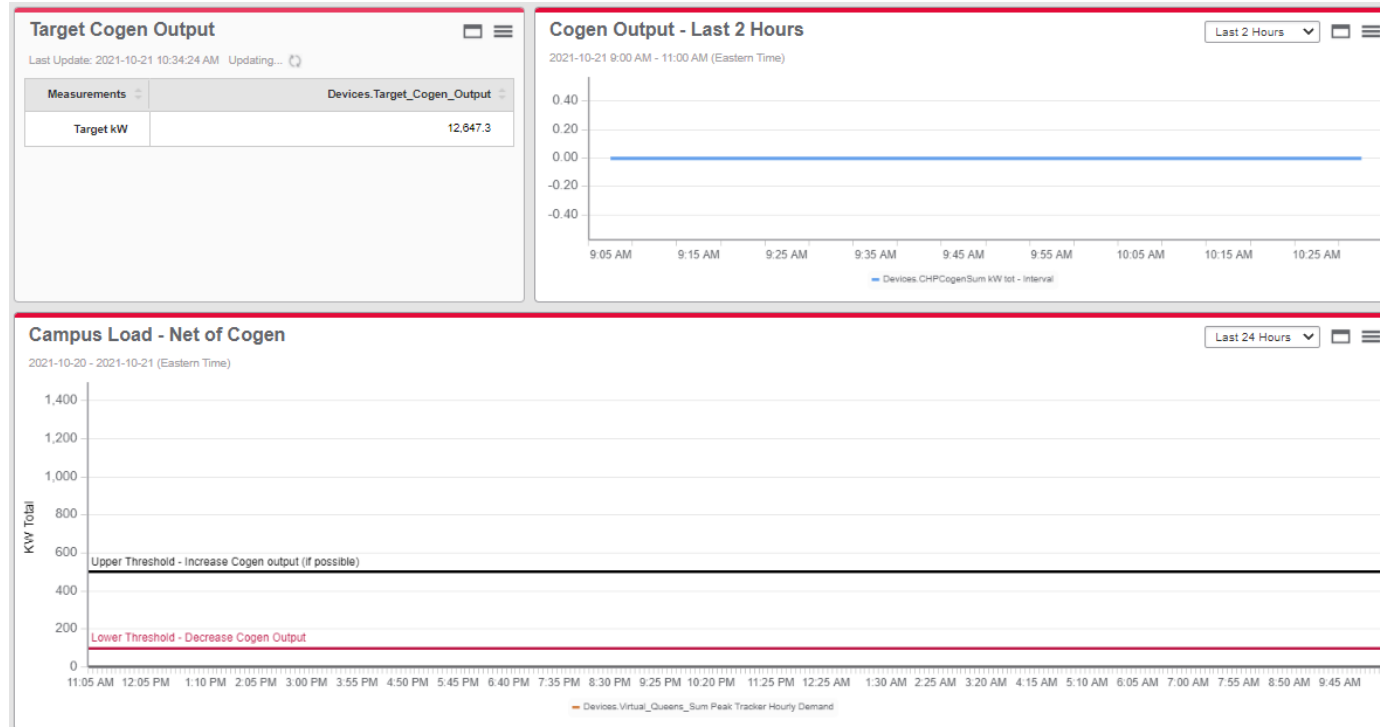 Target Cogen Output
Last Update: 2021-10-21 10:34:24 AM Updating...
Measurements Devices.Target_Cogen_Output
Target kW 12,647.3
Cogen Output - Last 2 Hours
Last 2 Hours
2021-10-21 9:00 AM - 11:00 AM (Eastern Time)
0.40
0.20
0.00
-0.20
-0.40
9:05 AM 9:15 AM 9:25 AM 9:35 AM 9:45 AM 9:55 AM 10:05 AM 10:15 AM 10:25 AM
Devices.CHPCogenSum kW tot - Interval
Campus Load - Net of Cogen
Last 24 Hours
2021-10-20 - 2021-10-21 (Eastern Time)
KW Total
1,400
1,200
1,000
800
600
Upper Threshold - Increase Cogen output (if possible)
400
200
Lower Threshold - Decrease Cogen Output
0
11:05 AM 12:05 PM 1:10 PM 2:05 PM 3:00 PM 3:55 PM 4:50 PM 5:45 PM 6:40 PM 7:35 PM 8:30 PM 9:25 PM 10:20 PM 11:25 PM 12:25 AM 1:30 AM 2:25 AM 3:20 AM 4:15 AM 5:10 AM 6:05 AM 7:00 AM 7:55 AM 8:50 AM 9:45 AM
Devices.Virtual_Queens_Sum Peak Tracker Hourly Demand